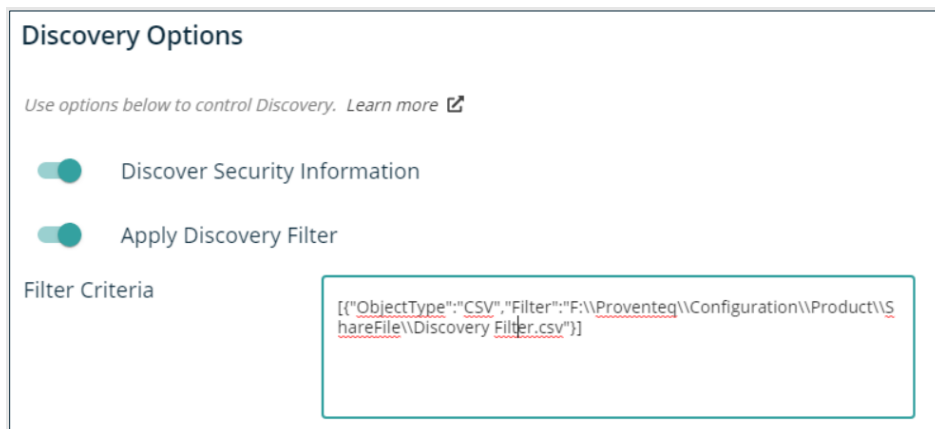 Discovery Options
Use options below to control Discovery. Learn more
Discover Security Information
Apply Discovery Filter
Filter Criteria
[{"ObjectType":"CSV","Filter":"F:\\Proventeq\\Configuration\\Product\\S
hareFile\\Discovery Filter.csv"}]